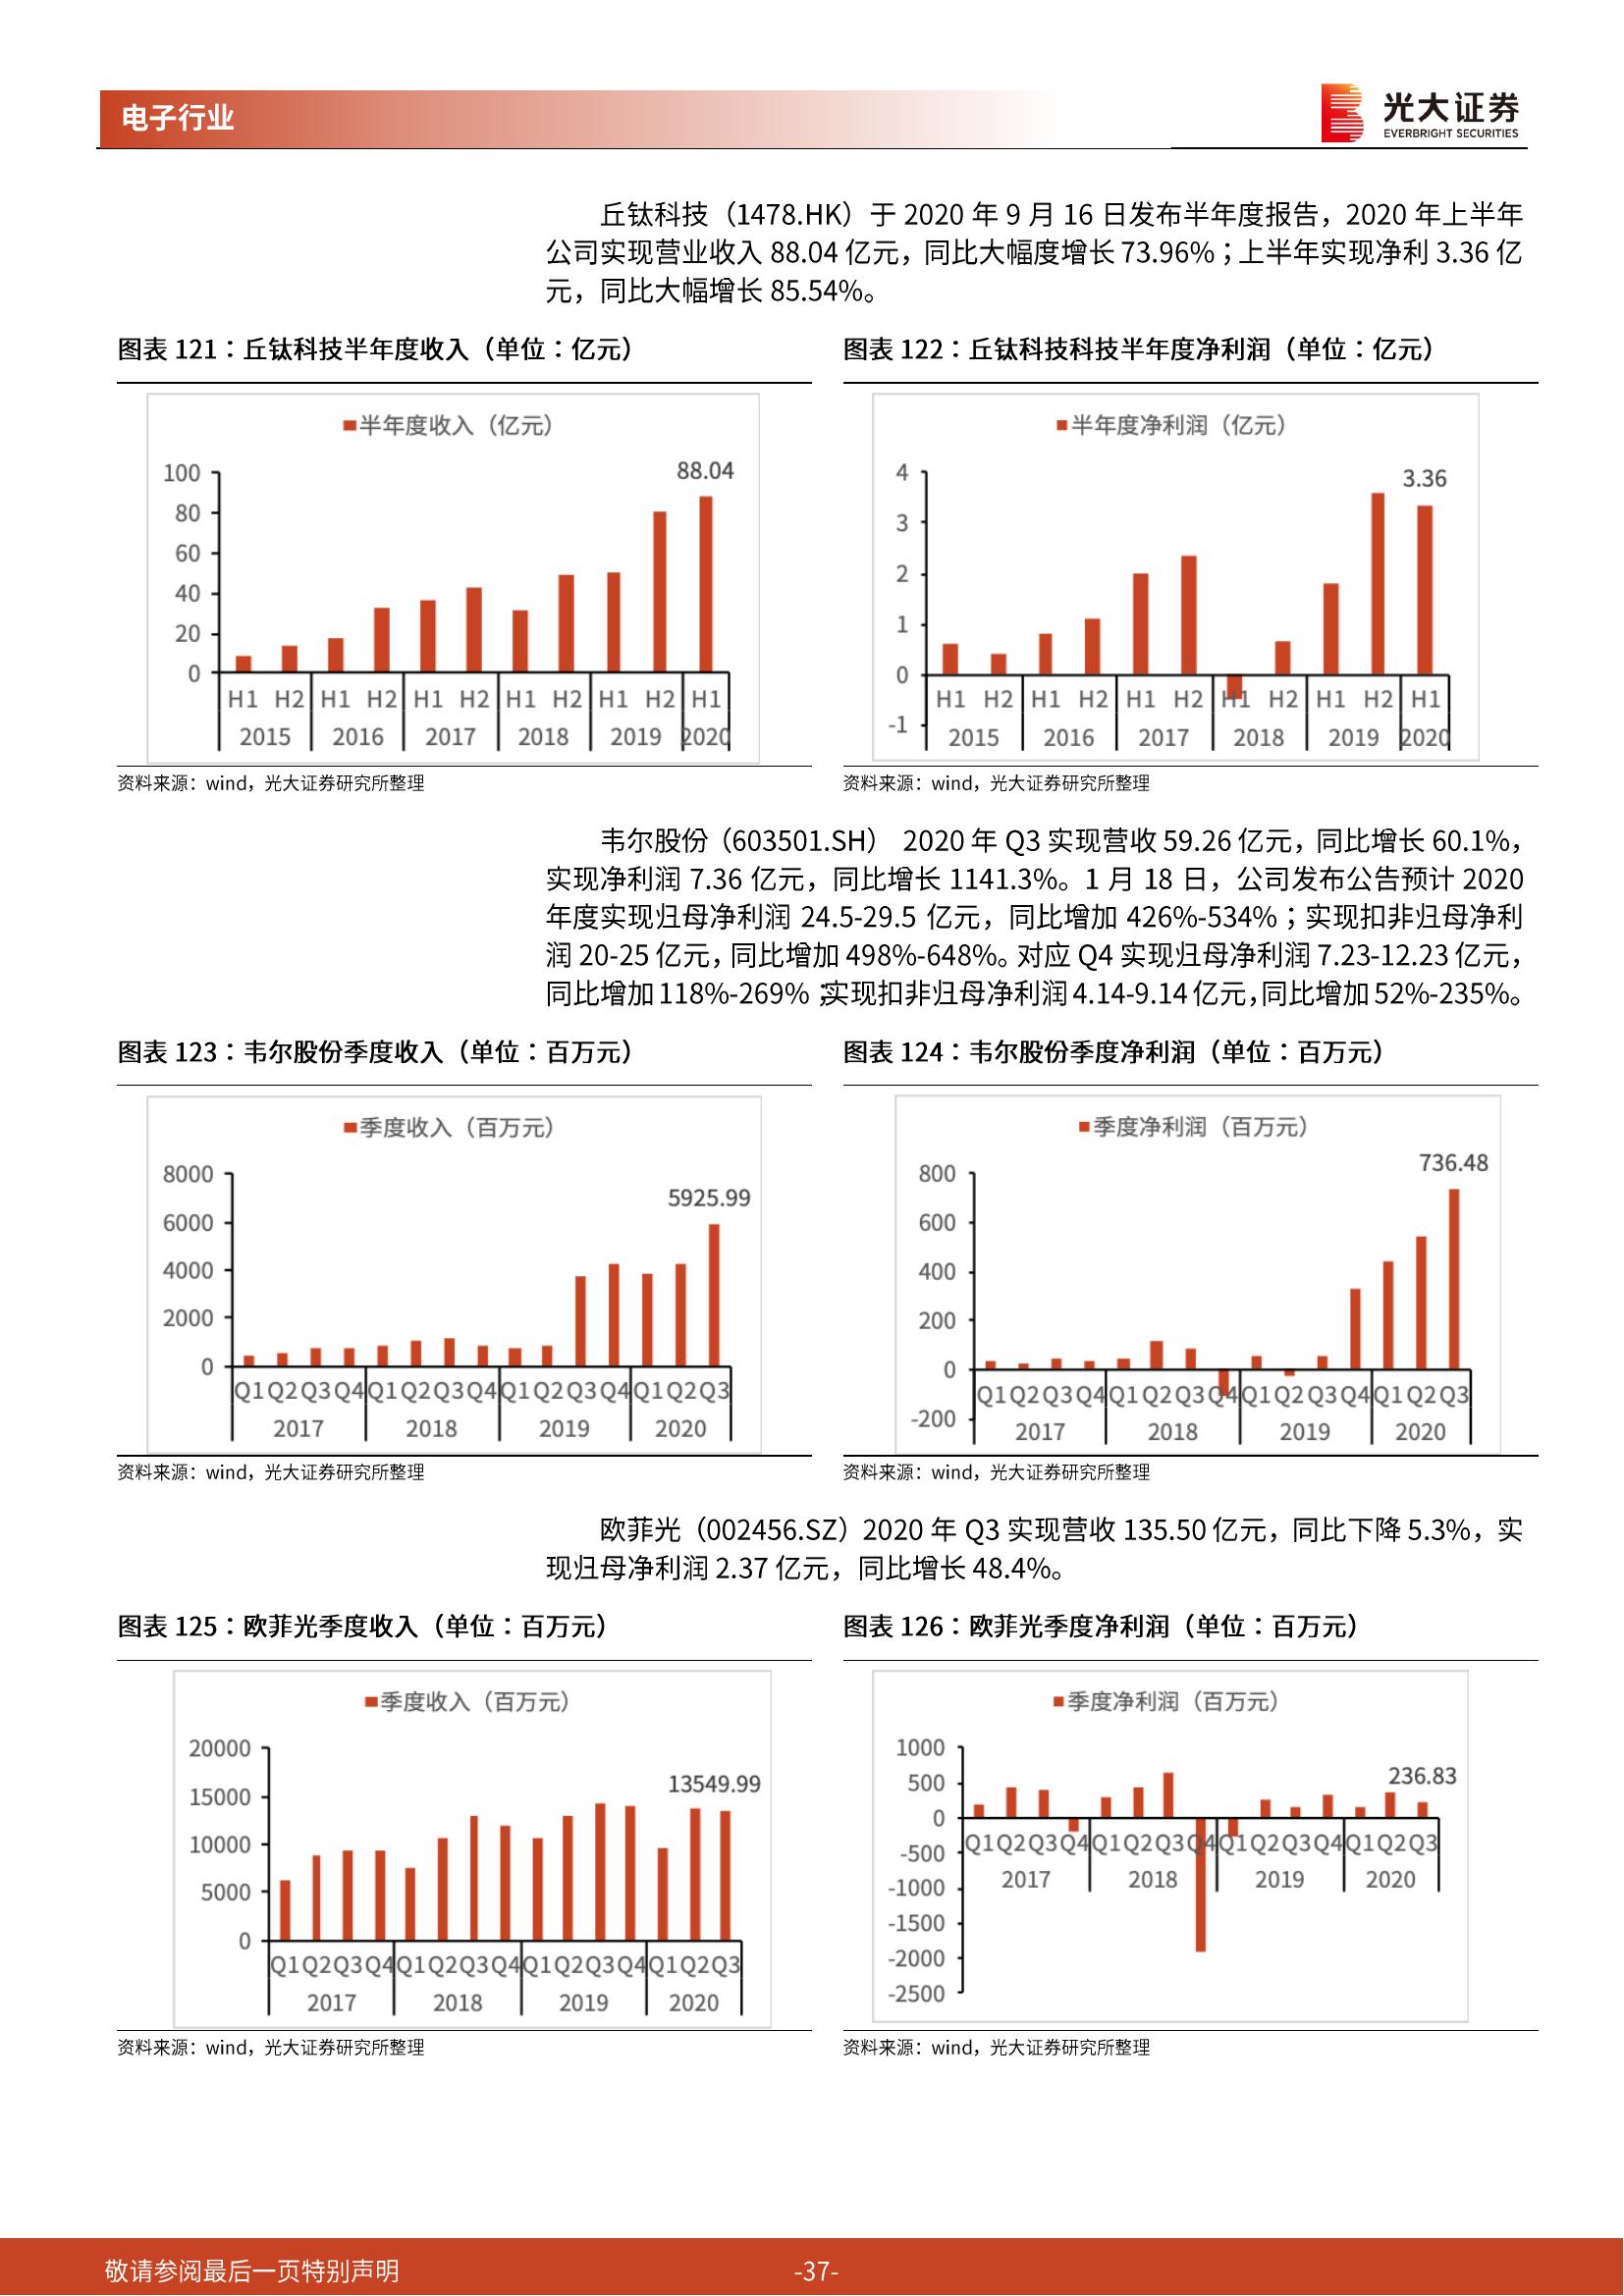 电子行业
光大证券
EVERBRIGHT SECURITIES
丘钛科技（1478.HK）于 2020 年 9 月 16 日发布半年度报告，2020 年上半年
公司实现营业收入 88.04 亿元，同比大幅度增长 73.96%；上半年实现净利 3.36 亿
元，同比大幅增长 85.54%。
图表 121：丘钛科技半年度收入（单位：亿元）
半年度收入（亿元）
88.04
100
80
60
40
20
0
H1 H2 H1 H2 H1 H2 H1 H2 H1 H2 H1
2015 2016 2017 2018 2019 2020
资料来源：wind，光大证券研究所整理
图表 122：丘钛科技科技半年度净利润（单位：亿元）
半年度净利润（亿元）
3.36
4
3
2
1
0
-1
H1 H2 H1 H2 H1 H2 H1 H2 H1 H2 H1
2015 2016 2017 2018 2019 2020
资料来源：wind，光大证券研究所整理
韦尔股份（603501.SH） 2020 年 Q3 实现营收 59.26 亿元，同比增长 60.1%，
实现净利润 7.36 亿元，同比增长 1141.3%。1 月 18 日，公司发布公告预计 2020
年度实现归母净利润 24.5-29.5 亿元，同比增加 426%-534%；实现扣非归母净利
润 20-25 亿元，同比增加 498%-648%。对应 Q4 实现归母净利润 7.23-12.23 亿元，
同比增加 118%-269%；实现扣非归母净利润 4.14-9.14 亿元，同比增加 52%-235%。
图表 123：韦尔股份季度收入（单位：百万元）
季度收入（百万元）
5925.99
8000
6000
4000
2000
0
Q1 Q2 Q3 Q4 Q1 Q2 Q3 Q4 Q1 Q2 Q3 Q4 Q1 Q2 Q3
2017 2018 2019 2020
资料来源：wind，光大证券研究所整理
图表 124：韦尔股份季度净利润（单位：百万元）
季度净利润（百万元）
736.48
800
600
400
200
0
-200
Q1 Q2 Q3 Q4 Q1 Q2 Q3 Q4 Q1 Q2 Q3 Q4 Q1 Q2 Q3
2017 2018 2019 2020
资料来源：wind，光大证券研究所整理
欧菲光（002456.SZ）2020 年 Q3 实现营收 135.50 亿元，同比下降 5.3%，实
现归母净利润 2.37 亿元，同比增长 48.4%。
图表 125：欧菲光季度收入（单位：百万元）
季度收入（百万元）
13549.99
20000
15000
10000
5000
0
Q1 Q2 Q3 Q4 Q1 Q2 Q3 Q4 Q1 Q2 Q3 Q4 Q1 Q2 Q3
2017 2018 2019 2020
资料来源：wind，光大证券研究所整理
图表 126：欧菲光季度净利润（单位：百万元）
季度净利润（百万元）
236.83
1000
500
0
-500
-1000
-1500
-2000
-2500
Q1 Q2 Q3 Q4 Q1 Q2 Q3 Q4 Q1 Q2 Q3 Q4 Q1 Q2 Q3
2017 2018 2019 2020
资料来源：wind，光大证券研究所整理
敬请参阅最后一页特别声明
-37-